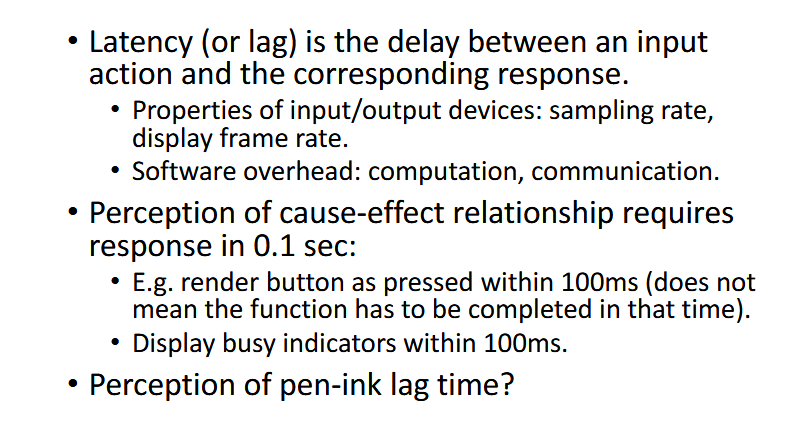 • Latency (or lag) is the delay between an input
action and the corresponding response.
• Properties of input/output devices: sampling rate,
display frame rate.
• Software overhead: computation, communication.
• Perception of cause-effect relationship requires
response in 0.1 sec:
• E.g. render button as pressed within 100ms (does not
mean the function has to be completed in that time).
• Display busy indicators within 100ms.
• Perception of pen-ink lag time?